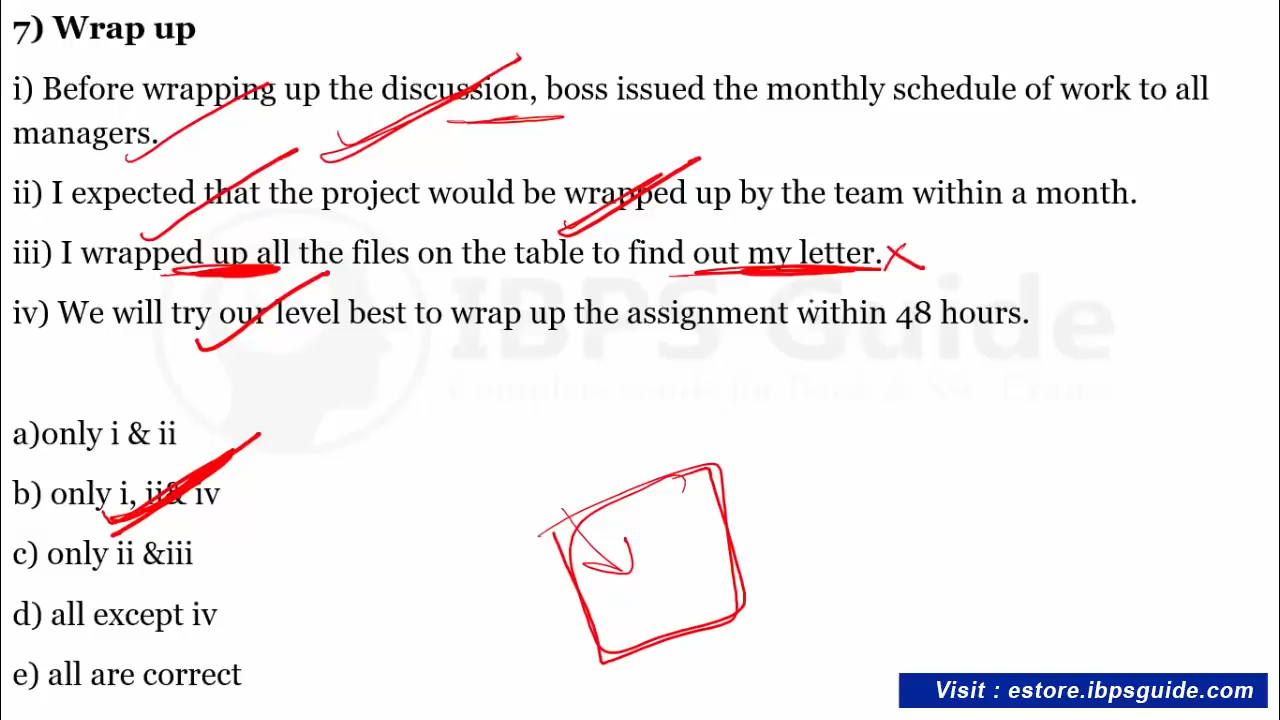 7) Wrap up
i) Before wrapping up the discussion, boss issued the monthly schedule of work to all
managers.
ii) I expected that the project would be wrapped up by the team within a month.
iii) I wrapped up all the files on the table to find out my letter.
iv) We will try our level best to wrap up the assignment within 48 hours.
IBPS Guide
a)only i & ii
b) only i, ii& iv
c) only ii &iii
d) all except iv
e) all are correct
Visit : estore.ibpsguide.com